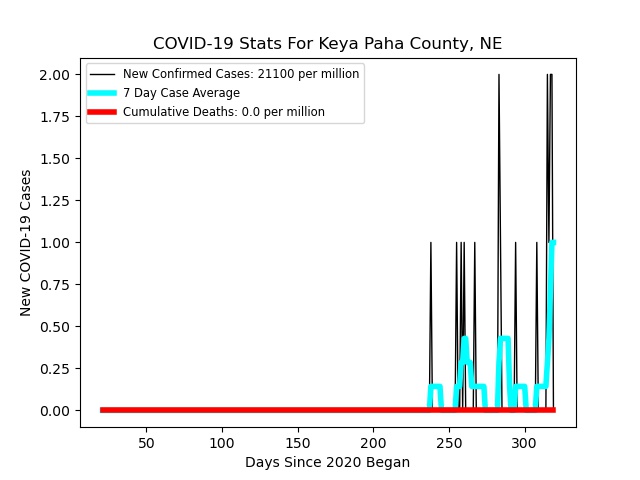 COVID-19 Stats For Keya Paha County, NE
New Confirmed Cases: 21100 per million
7 Day Case Average
Cumulative Deaths: 0.0 per million
New COVID-19 Cases
2.00
1.75
1.50
1.25
1.00
0.75
0.50
0.25
0.00
50 100 150 200 250 300
Days Since 2020 Began